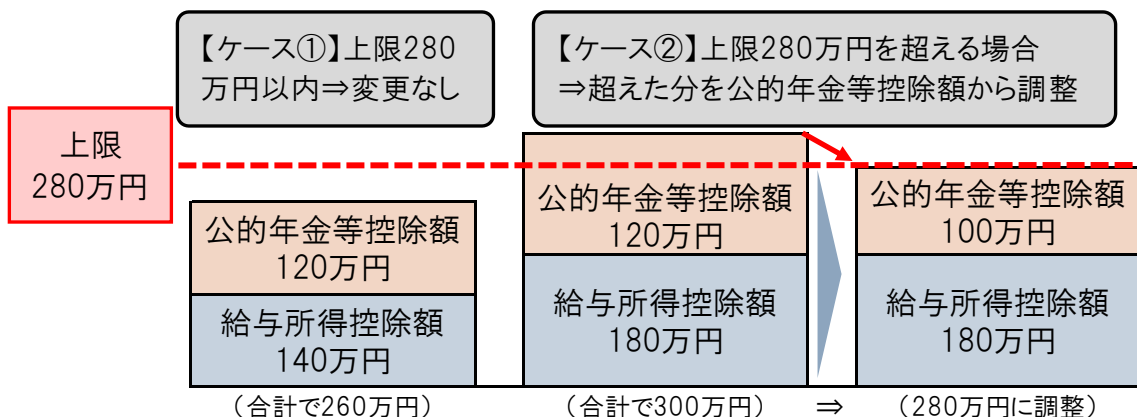 【ケース①】上限280
万円以内⇒変更なし
【ケース②】上限280万円を超える場合
⇒超えた分を公的年金等控除額から調整
上限
280万円
公的年金等控除額
120万円
給与所得控除額
140万円
公的年金等控除額
120万円
給与所得控除額
180万円
公的年金等控除額
100万円
給与所得控除額
180万円
（合計で260万円）
（合計で300万円）
⇒
（280万円に調整）